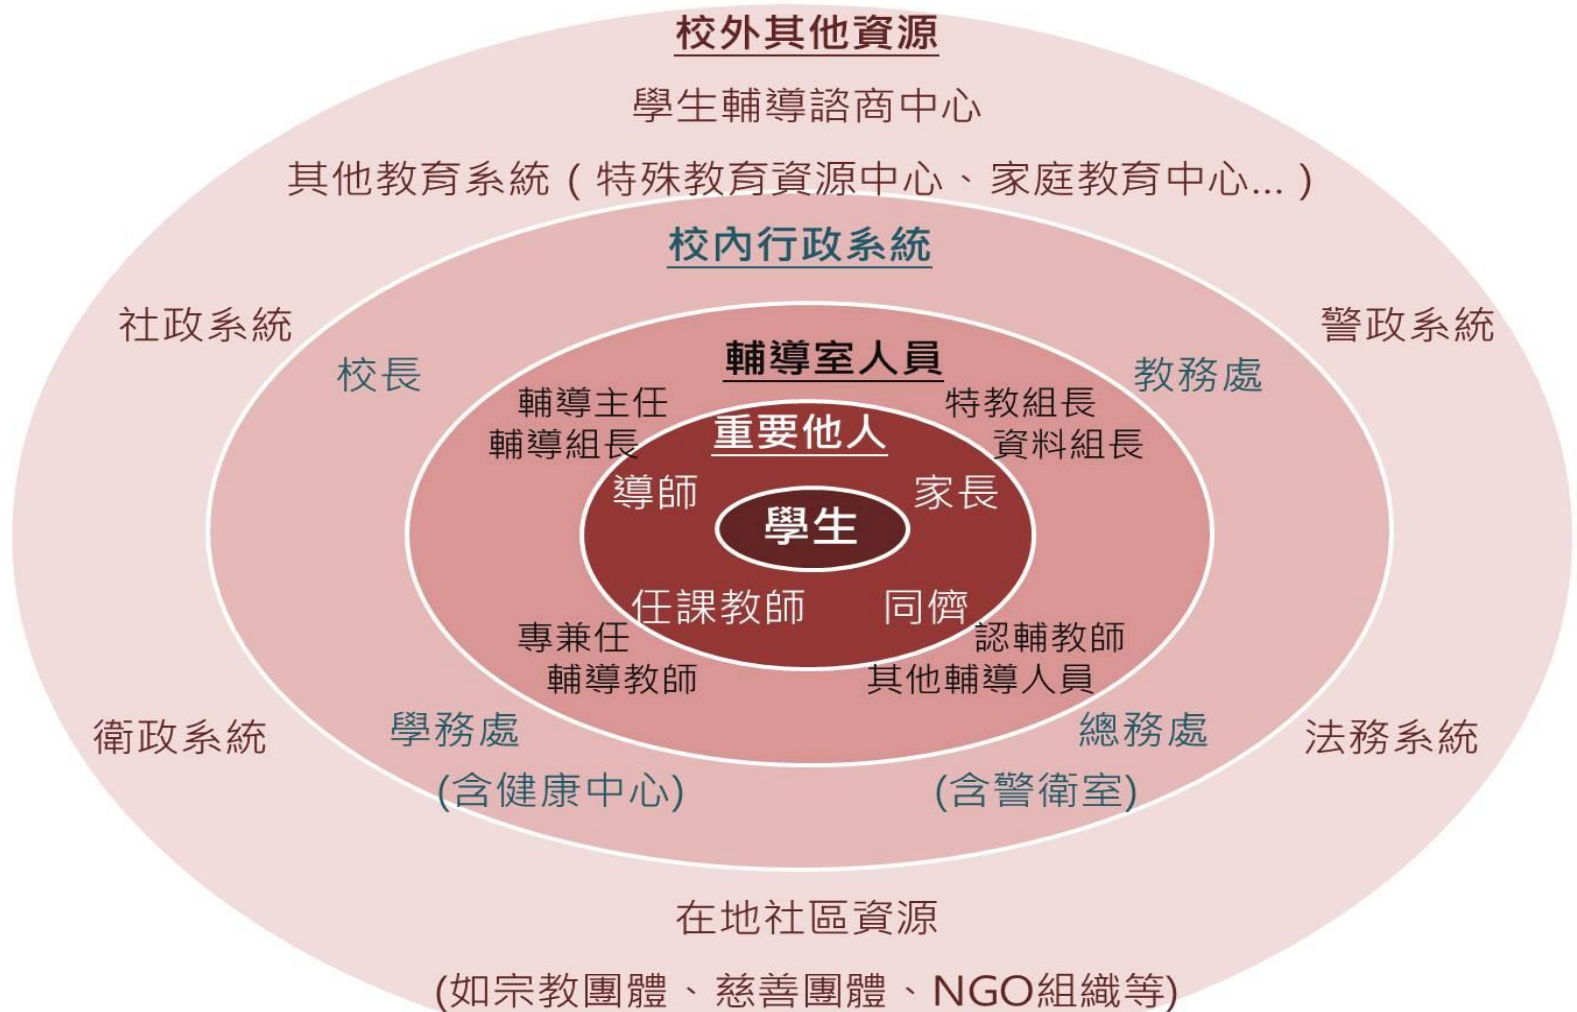 校外其他資源
學生輔導諮商中心
其他教育系統(特殊教育資源中心、家庭教育中心...)
校內行政系統
社政系統
警政系統
校長
教務處
輔導室人員
輔導主任
輔導組長
特教組長
資料組長
重要他人
導師
家長
學生
任課教師
同儕
專兼任
輔導教師
認輔教師
其他輔導人員
學務處
(含健康中心)
總務處
(含警衛室)
衛政系統
法務系統
在地社區資源
(如宗教團體、慈善團體、NGO組織等)